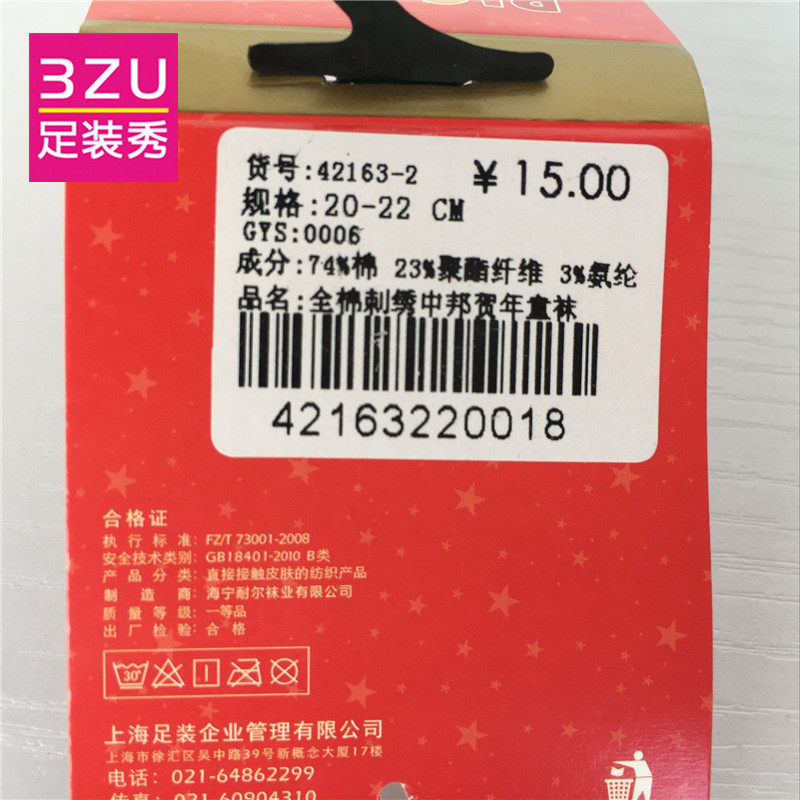 3ZU
足装秀
货号:42163-2
¥ 15.00
规格:20-22 CM
GYS:0006
成分:74%棉 23%聚酯纤维 3%氨纶
品名:全棉刺绣中邦贺年童袜
42163220018
合格证
执行标准: FZ/T 73001-2008
安全技术类别: GB18401-2010 B类
产品分类: 直接接触皮肤的纺织产品
制造商: 海宁耐尔袜业有限公司
质量等级: 一等品
出厂检验: 合格
30°
上海足装企业管理有限公司
上海市徐汇区吴中路39号新概念大厦17楼
电话: 021-64862299
传真: 021-60904310